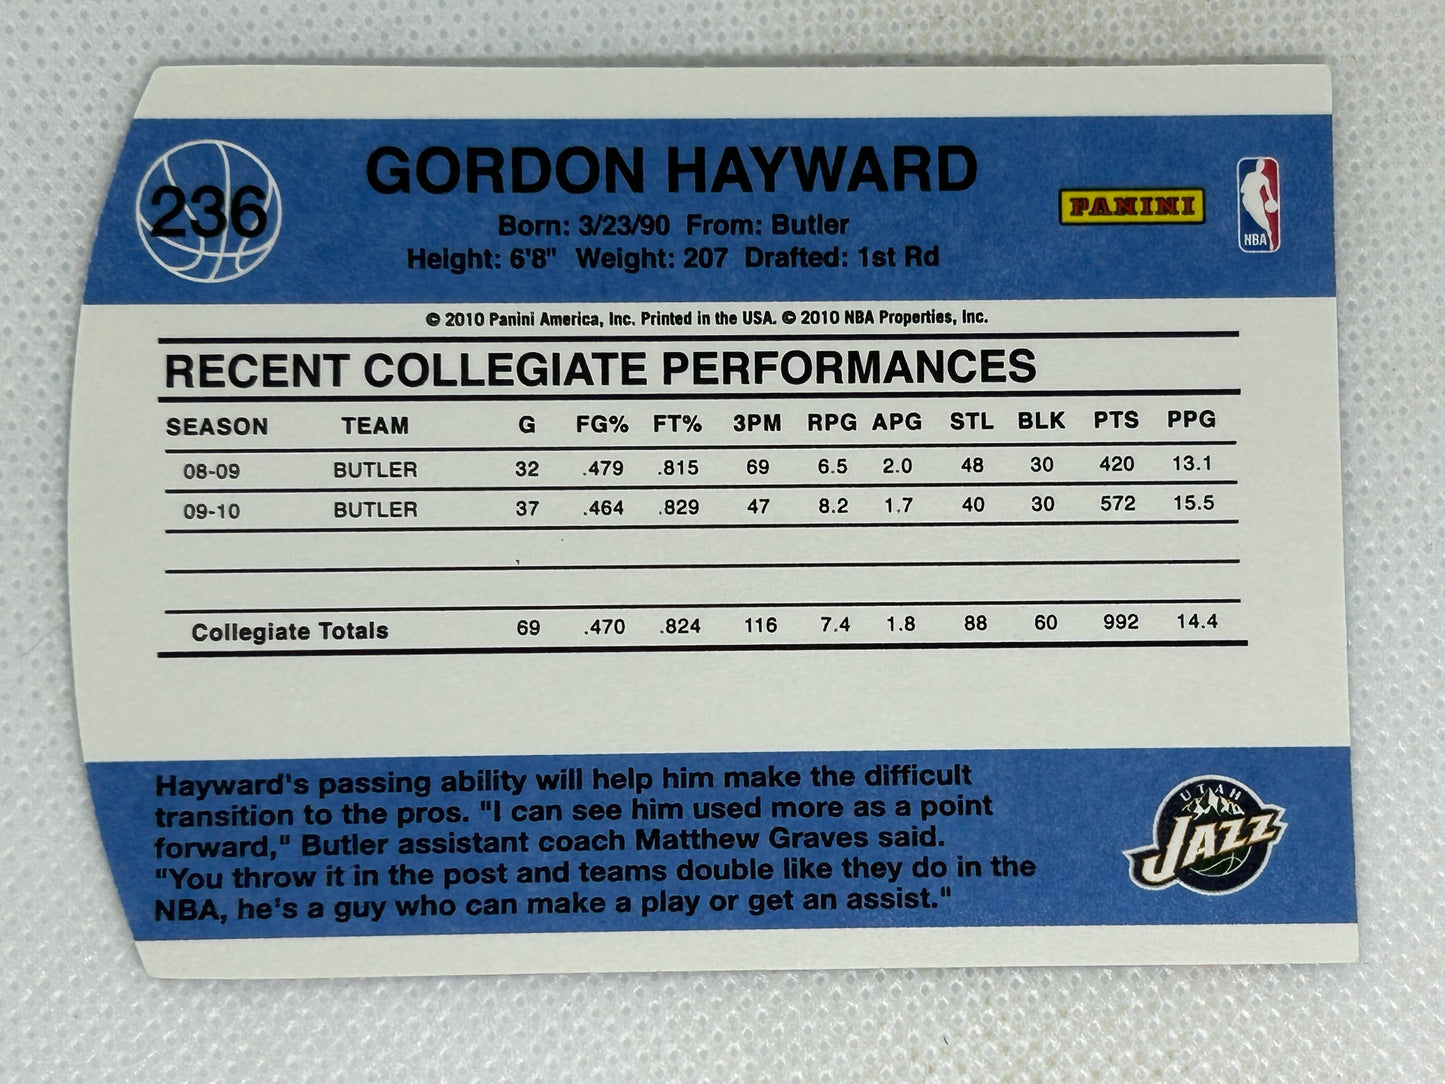 236
GORDON HAYWARD
Born: 3/23/90 From: Butler
Height: 6'8" Weight: 207 Drafted: 1st Rd
PANINI
NBA
© 2010 Panini America, Inc. Printed in the USA. © 2010 NBA Properties, Inc.
RECENT COLLEGIATE PERFORMANCES
SEASON TEAM G FG% FT% 3PM RPG APG STL BLK PTS PPG
08-09 BUTLER 32 .479 .815 69 6.5 2.0 48 30 420 13.1
09-10 BUTLER 37 .464 .829 47 8.2 1.7 40 30 572 15.5
Collegiate Totals 69 .470 .824 116 7.4 1.8 88 60 992 14.4
Hayward's passing ability will help him make the difficult
transition to the pros. "I can see him used more as a point
forward," Butler assistant coach Matthew Graves said.
"You throw it in the post and teams double like they do in the
NBA, he's a guy who can make a play or get an assist."
UTAH
JAZZ